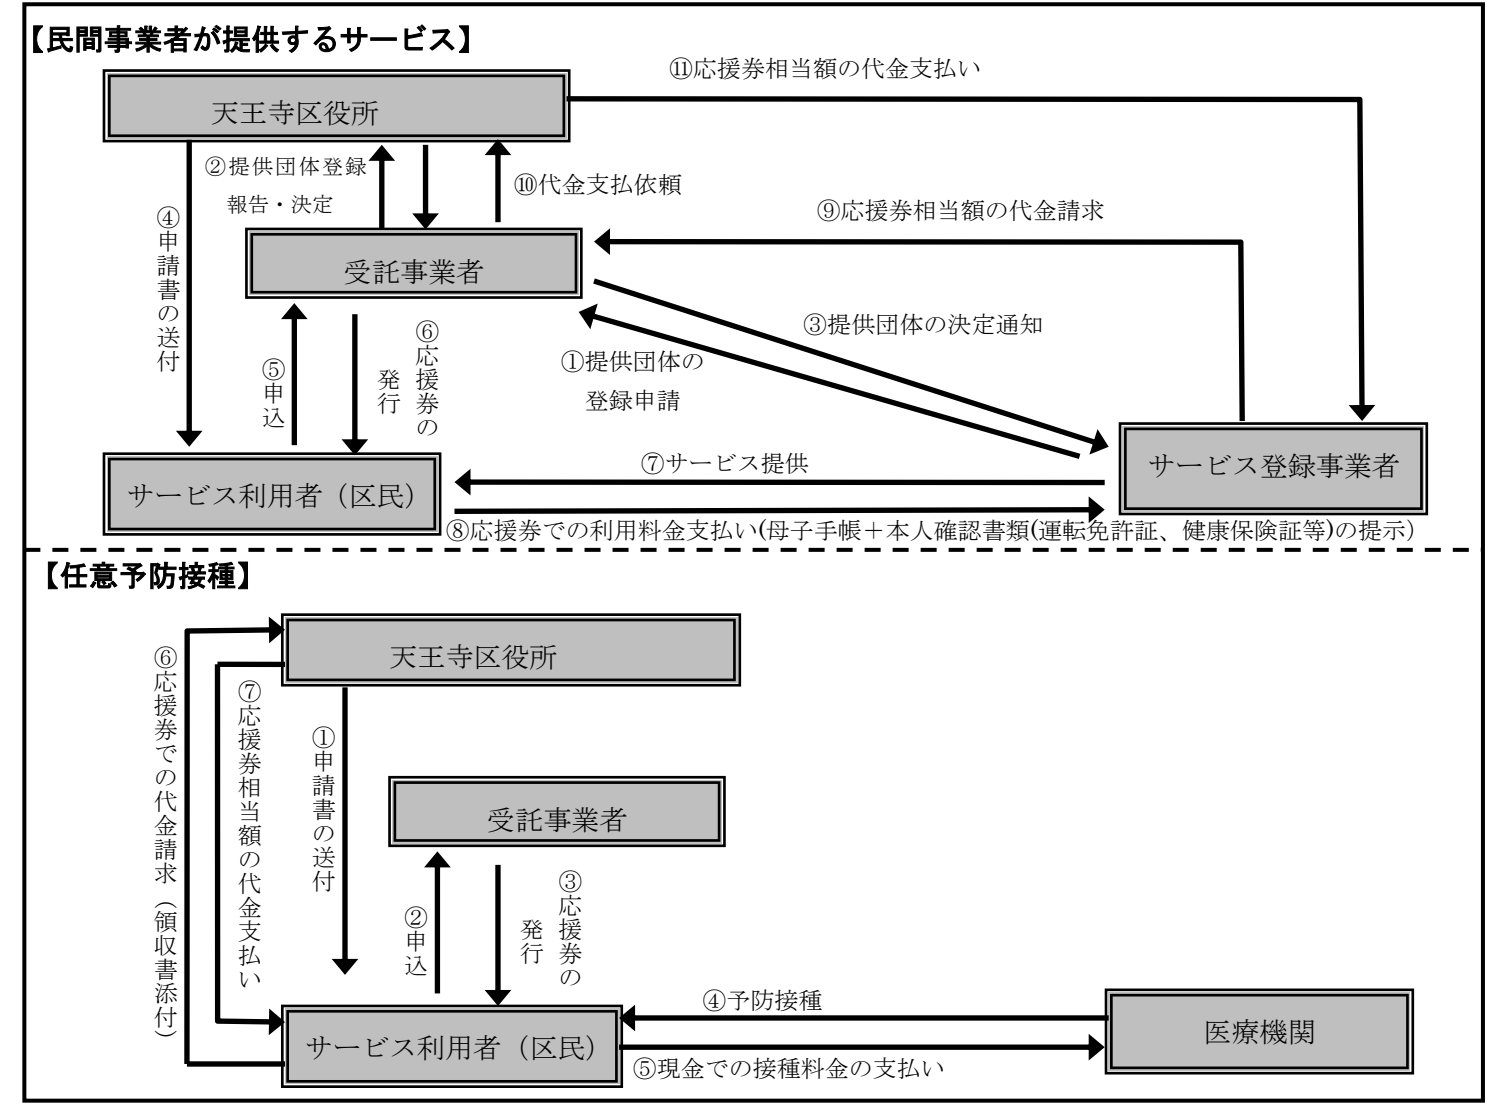 【民間事業者が提供するサービス】
⑪応援券相当額の代金支払い
天王寺区役所
②提供団体登録
報告・決定
⑩代金支払依頼
④申請書の送付
⑨応援券相当額の代金請求
受託事業者
③提供団体の決定通知
①提供団体の
登録申請
⑤申込
⑥応援券の
発行
⑦サービス提供
サービス登録事業者
サービス利用者（区民）
⑧応援券での利用料金支払い(母子手帳＋本人確認書類(運転免許証、健康保険証等)の提示）
【任意予防接種】
天王寺区役所
⑥応援券での代金請求（領収書添付）
⑦応援券相当額の代金支払い
①申請書の送付
受託事業者
②申込
③応援券の
発行
④予防接種
医療機関
サービス利用者（区民）
⑤現金での接種料金の支払い